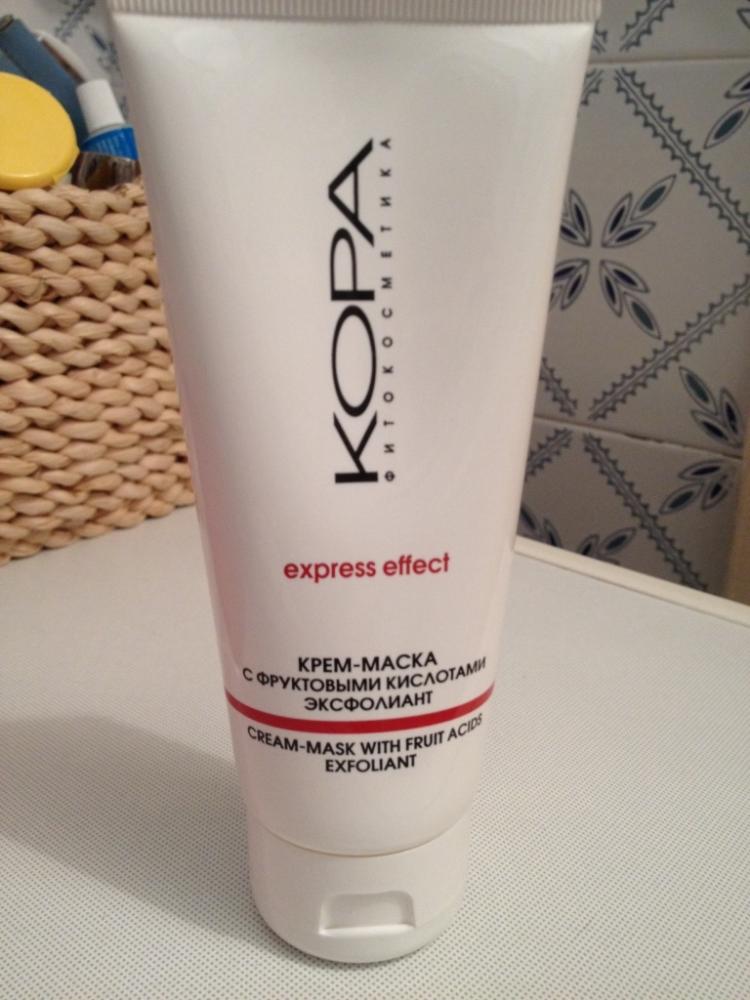 КОРА
ФИТОКОСМЕТИКА
express effect
КРЕМ-МАСКА
С ФРУКТОВЫМИ КИСЛОТАМИ
ЭКСФОЛИАНТ
CREAM-MASK WITH FRUIT ACIDS
EXFOLIANT